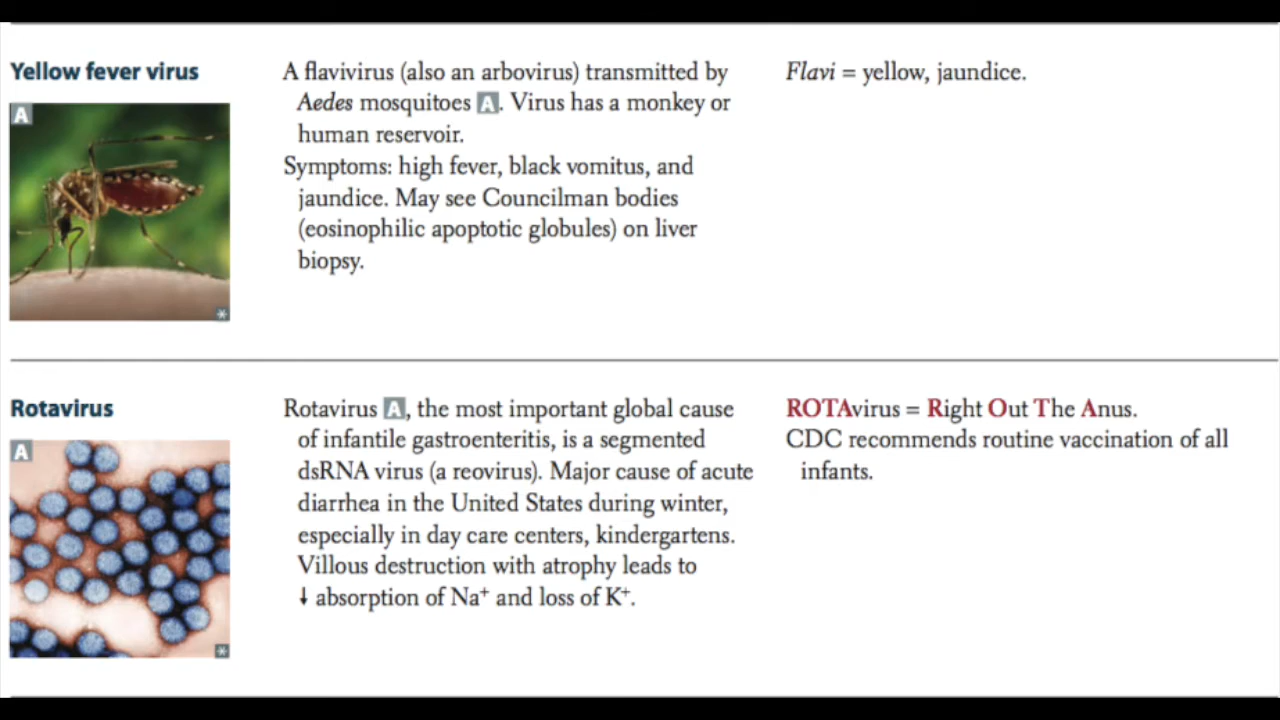 Yellow fever virus
A
*
A flavivirus (also an arbovirus) transmitted by
Aedes mosquitoes A. Virus has a monkey or
human reservoir.
Symptoms: high fever, black vomitus, and
jaundice. May see Councilman bodies
(eosinophilic apoptotic globules) on liver
biopsy.
Flavi = yellow, jaundice.
Rotavirus
A
*
Rotavirus A, the most important global cause
of infantile gastroenteritis, is a segmented
dsRNA virus (a reovirus). Major cause of acute
diarrhea in the United States during winter,
especially in day care centers, kindergartens.
Villous destruction with atrophy leads to
↓ absorption of Na⁺ and loss of K⁺.
ROTAvirus = Right Out The Anus.
CDC recommends routine vaccination of all
infants.